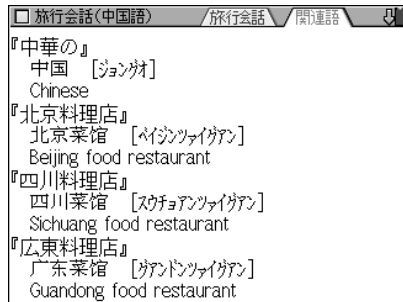 旅行会話(中国語) 旅行会話 関連語
『中華の』
中国 [ｼﾞｮﾝｸﾞｵ]
Chinese
『北京料理店』
北京菜馆 [ﾍﾞｲｼﾞﾝﾂｧｲｸﾞｱﾝ]
Beijing food restaurant
『四川料理店』
四川菜馆 [ｽｳﾁｮｱﾝﾂｧｲｸﾞｱﾝ]
Sichuang food restaurant
『広東料理店』
广东菜馆 [ｸﾞｱﾝﾄﾞﾝﾂｧｲｸﾞｱﾝ]
Guandong food restaurant